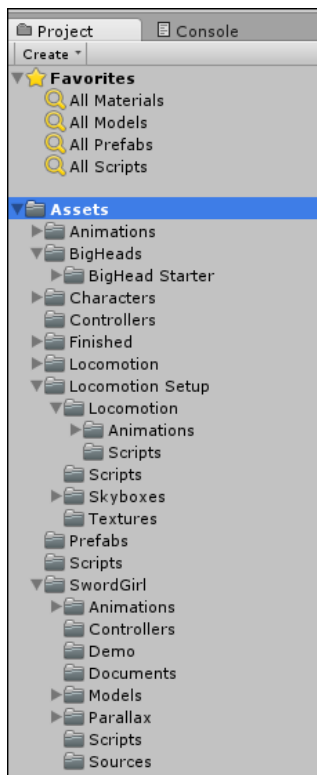 Project Console
Create
Favorites
All Materials
All Models
All Prefabs
All Scripts
Assets
Animations
BigHeads
BigHead Starter
Characters
Controllers
Finished
Locomotion
Locomotion Setup
Locomotion
Animations
Scripts
Scripts
Skyboxes
Textures
Prefabs
Scripts
SwordGirl
Animations
Controllers
Demo
Documents
Models
Parallax
Scripts
Sources